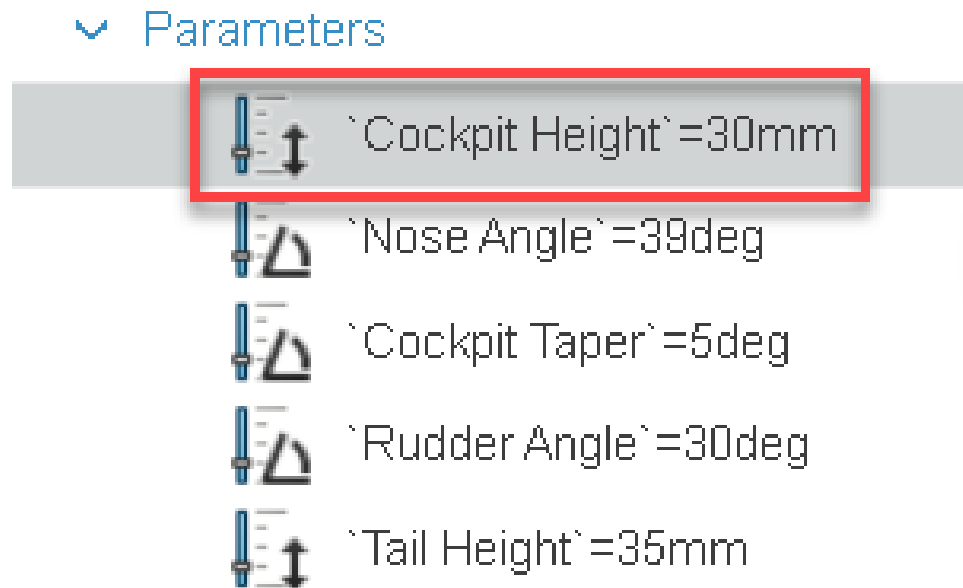 Parameters
`Cockpit Height`=30mm
`Nose Angle`=39deg
`Cockpit Taper`=5deg
`Rudder Angle`=30deg
`Tail Height`=35mm